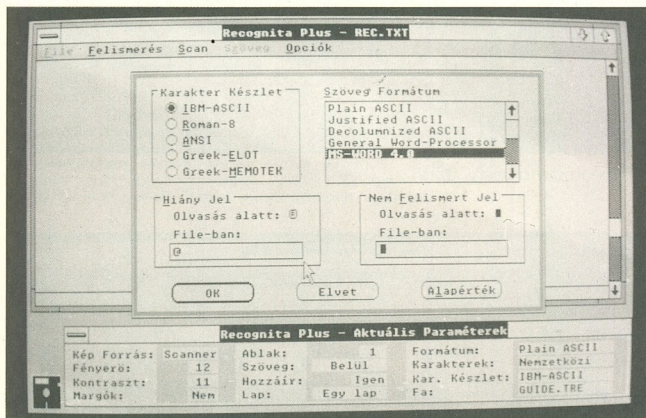 Recognita Plus - REC.TXT
File Felismerés Scan Szöveg Opciók
Karakter Készlet
IBM-ASCII
Roman-8
ANSI
Greek-ELOT
Greek-MEMOTEK
Szöveg Formátum
Plain ASCII
Justified ASCII
Decolumnized ASCII
General Word-Processor
MS-WORD 4.0
Hiány Jel
Olvasás alatt:
File-ban:
@
Nem Felismert Jel
Olvasás alatt:
File-ban:
OK Elvet Alapérték
Recognita Plus - Aktuális Paraméterek
Kép Forrás: Scanner Ablak: 1 Formátum: Plain ASCII
Fényerő: 12 Szöveg: Belül Karakterek: Nemzetközi
Kontraszt: 11 Hozzáír: Igen Kar. Készlet: IBM-ASCII
Margók: Nem Lap: Egy lap Fa: GUIDE.TRE